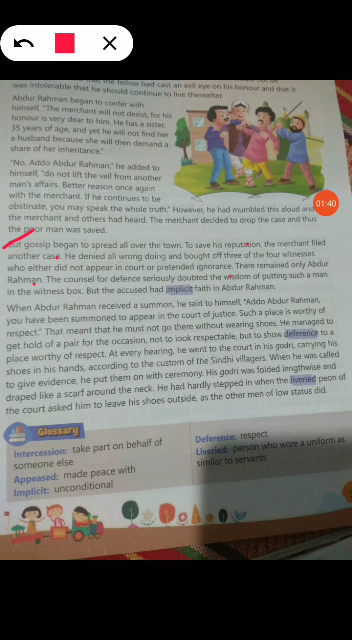 that the fellow had cast an evil eye on his honour and that it
was intolerable that he should continue to live thereafter.
Abdur Rahman began to confer with
himself, "The merchant will not desist, for his
honour is very dear to him. He has a sister,
35 years of age, and yet he will not find her
a husband because she will then demand a
share of her inheritance."
"No, Addo Abdur Rahman," he added to
himself, "do not lift the veil from another
man's affairs. Better reason once again
with the merchant. If he continues to be
obstinate, you may speak the whole truth." However, he had mumbled this aloud and
the merchant and others had heard. The merchant decided to drop the case and thus
the poor man was saved.
01:40
But gossip began to spread all over the town. To save his reputation, the merchant filed
another case. He denied all wrong doing and bought off three of the four witnesses
who either did not appear in court or pretended ignorance. There remained only Abdur
Rahman. The counsel for defence seriously doubted the wisdom of putting such a man
in the witness box. But the accused had implicit faith in Abdur Rahman.
When Abdur Rahman received a summon, he said to himself, "Addo Abdur Rahman,
you have been summoned to appear in the court of justice. Such a place is worthy of
respect." That meant that he must not go there without wearing shoes. He managed to
get hold of a pair for the occasion, not to look respectable, but to show deference to a
place worthy of respect. At every hearing, he went to the court in his godri, carrying his
shoes in his hands, according to the custom of the Sindhi villagers. When he was called
to give evidence, he put them on with ceremony. His godri was folded lengthwise and
draped like a scarf around the neck. He had hardly stepped in when the liveried peon of
the court asked him to leave his shoes outside, as the other men of low status did.
Glossary
Intercession: take part on behalf of
someone else
Appeased: made peace with
Implicit: unconditional
Deference: respect
Liveried: person who wore a uniform as
similar to servants